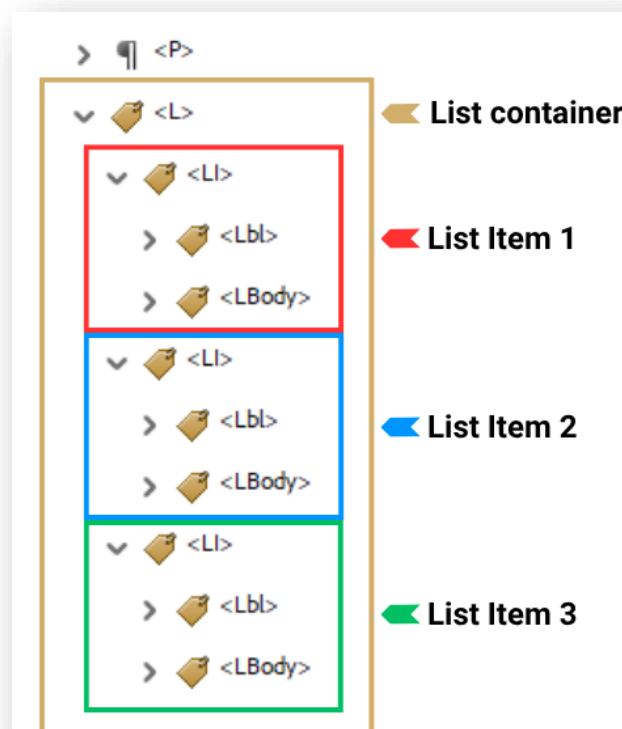 <P>
<L>
List container
<LI>
<Lbl>
List Item 1
<LBody>
<LI>
<Lbl>
List Item 2
<LBody>
<LI>
<Lbl>
List Item 3
<LBody>